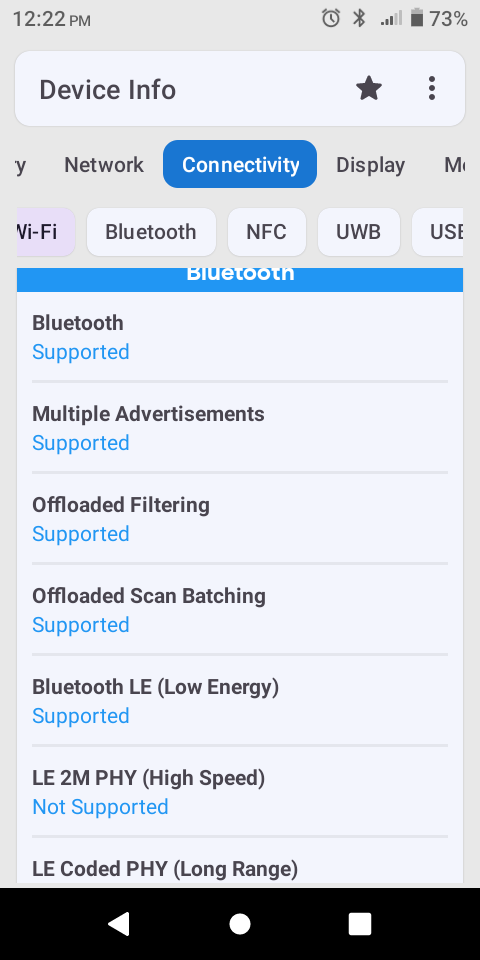 12:22 PM 73%
Device Info
Network Connectivity Display
Wi-Fi Bluetooth NFC UWB USB
Bluetooth
Bluetooth
Supported
Multiple Advertisements
Supported
Offloaded Filtering
Supported
Offloaded Scan Batching
Supported
Bluetooth LE (Low Energy)
Supported
LE 2M PHY (High Speed)
Not Supported
LE Coded PHY (Long Range)